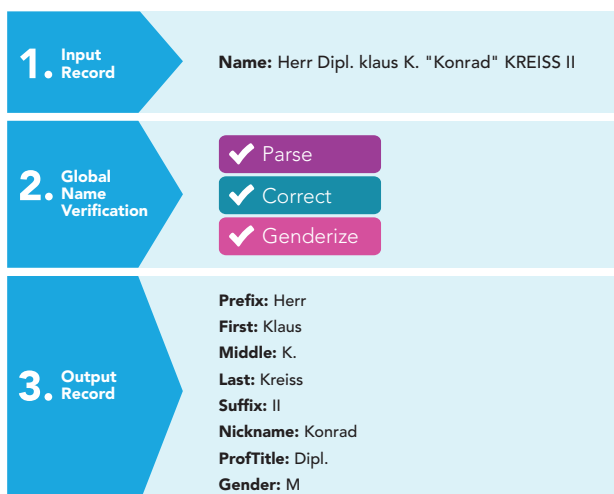 1. Input Record
Name: Herr Dipl. klaus K. "Konrad" KREISS II
2. Global Name Verification
Parse
Correct
Genderize
3. Output Record
Prefix: Herr
First: Klaus
Middle: K.
Last: Kreiss
Suffix: II
Nickname: Konrad
ProfTitle: Dipl.
Gender: M